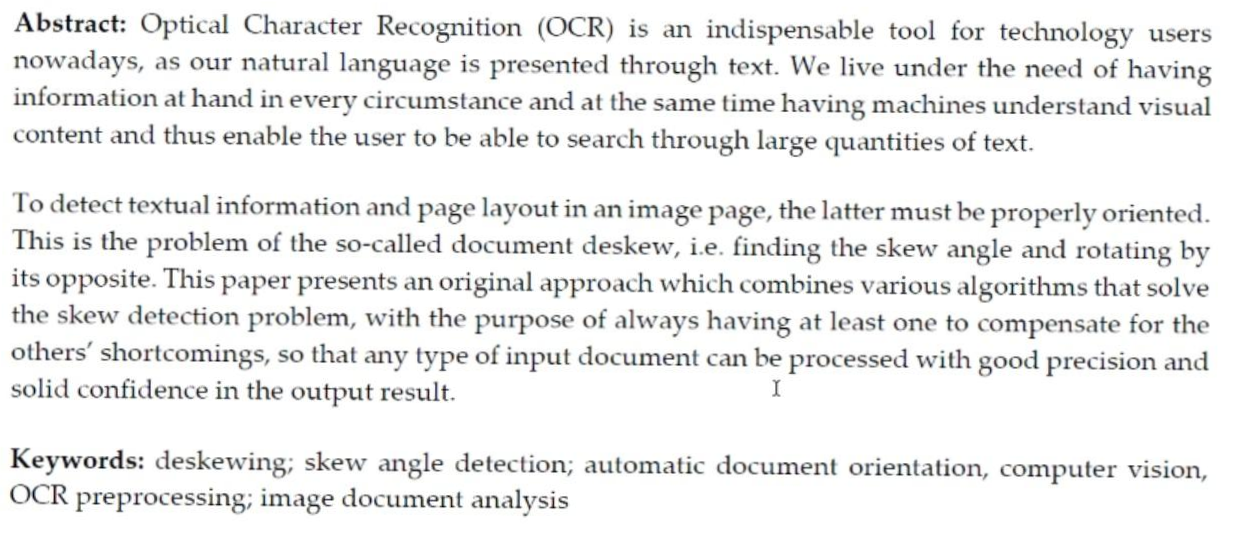 Abstract: Optical Character Recognition (OCR) is an indispensable tool for technology users
nowadays, as our natural language is presented through text. We live under the need of having
information at hand in every circumstance and at the same time having machines understand visual
content and thus enable the user to be able to search through large quantities of text.
To detect textual information and page layout in an image page, the latter must be properly oriented.
This is the problem of the so-called document deskew, i.e. finding the skew angle and rotating by
its opposite. This paper presents an original approach which combines various algorithms that solve
the skew detection problem, with the purpose of always having at least one to compensate for the
others’ shortcomings, so that any type of input document can be processed with good precision and
solid confidence in the output result.
Keywords: deskewing; skew angle detection; automatic document orientation, computer vision,
OCR preprocessing; image document analysis